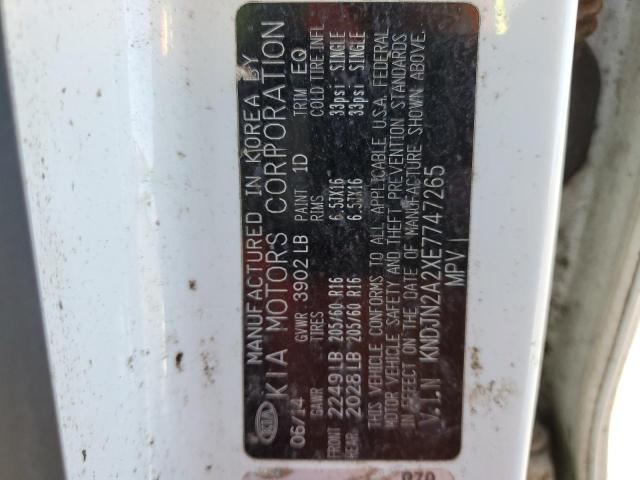 MANUFACTURED IN KOREA BY
KIA MOTORS CORPORATION
KIA
06/14 GVWR 3902 LB PAINT 1D TRIM EQ
GAWR TIRES RIMS COLD TIRE INFL
FRONT 2249 LB 205/60 R16 6.5JX16 33psi SINGLE
REAR 2028 LB 205/60 R16 6.5JX16 33psi SINGLE
THIS VEHICLE CONFORMS TO ALL APPLICABLE U.S.A. FEDERAL
MOTOR VEHICLE SAFETY AND THEFT PREVENTION STANDARDS
IN EFFECT ON THE DATE OF MANUFACTURE SHOWN ABOVE.
V.I.N KNDJN2A2XE7747265
MPV
070